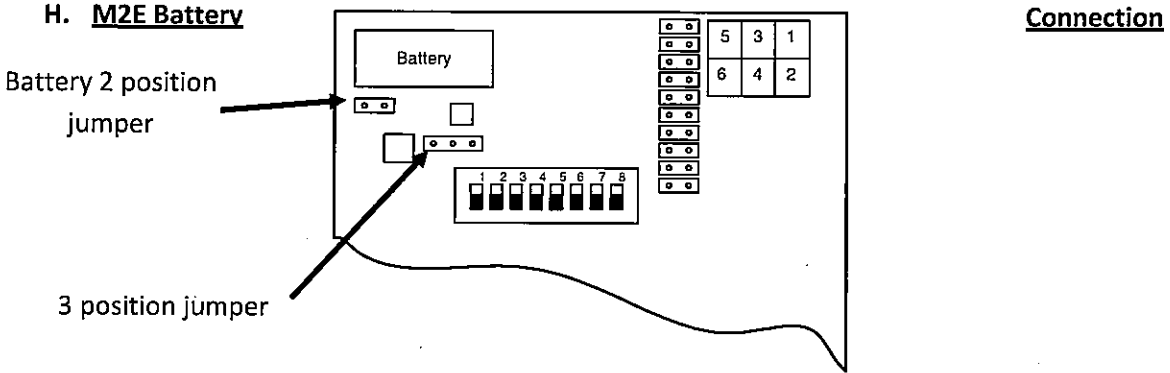 H. M2E Battery Connection
Battery 2 position
jumper
Battery
5 3 1
6 4 2
1 2 3 4 5 6 7 8
3 position jumper